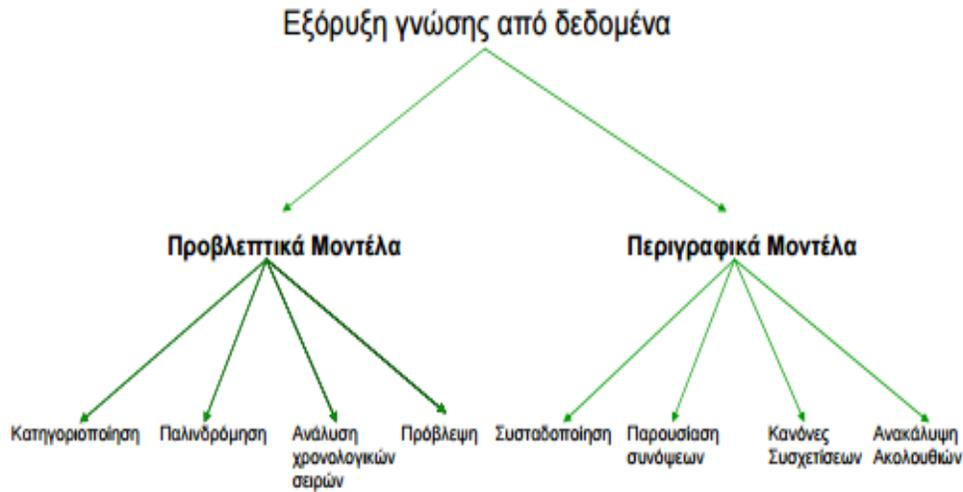 Εξόρυξη γνώσης από δεδομένα
Προβλεπτικά Μοντέλα
Περιγραφικά Μοντέλα
Κατηγοριοποίηση
Παλινδρόμηση
Ανάλυση
χρονολογικών
σειρών
Πρόβλεψη
Συσταδοποίηση
Παρουσίαση
συνόψεων
Κανόνες
Συσχετίσεων
Ανακάλυψη
Ακολουθιών